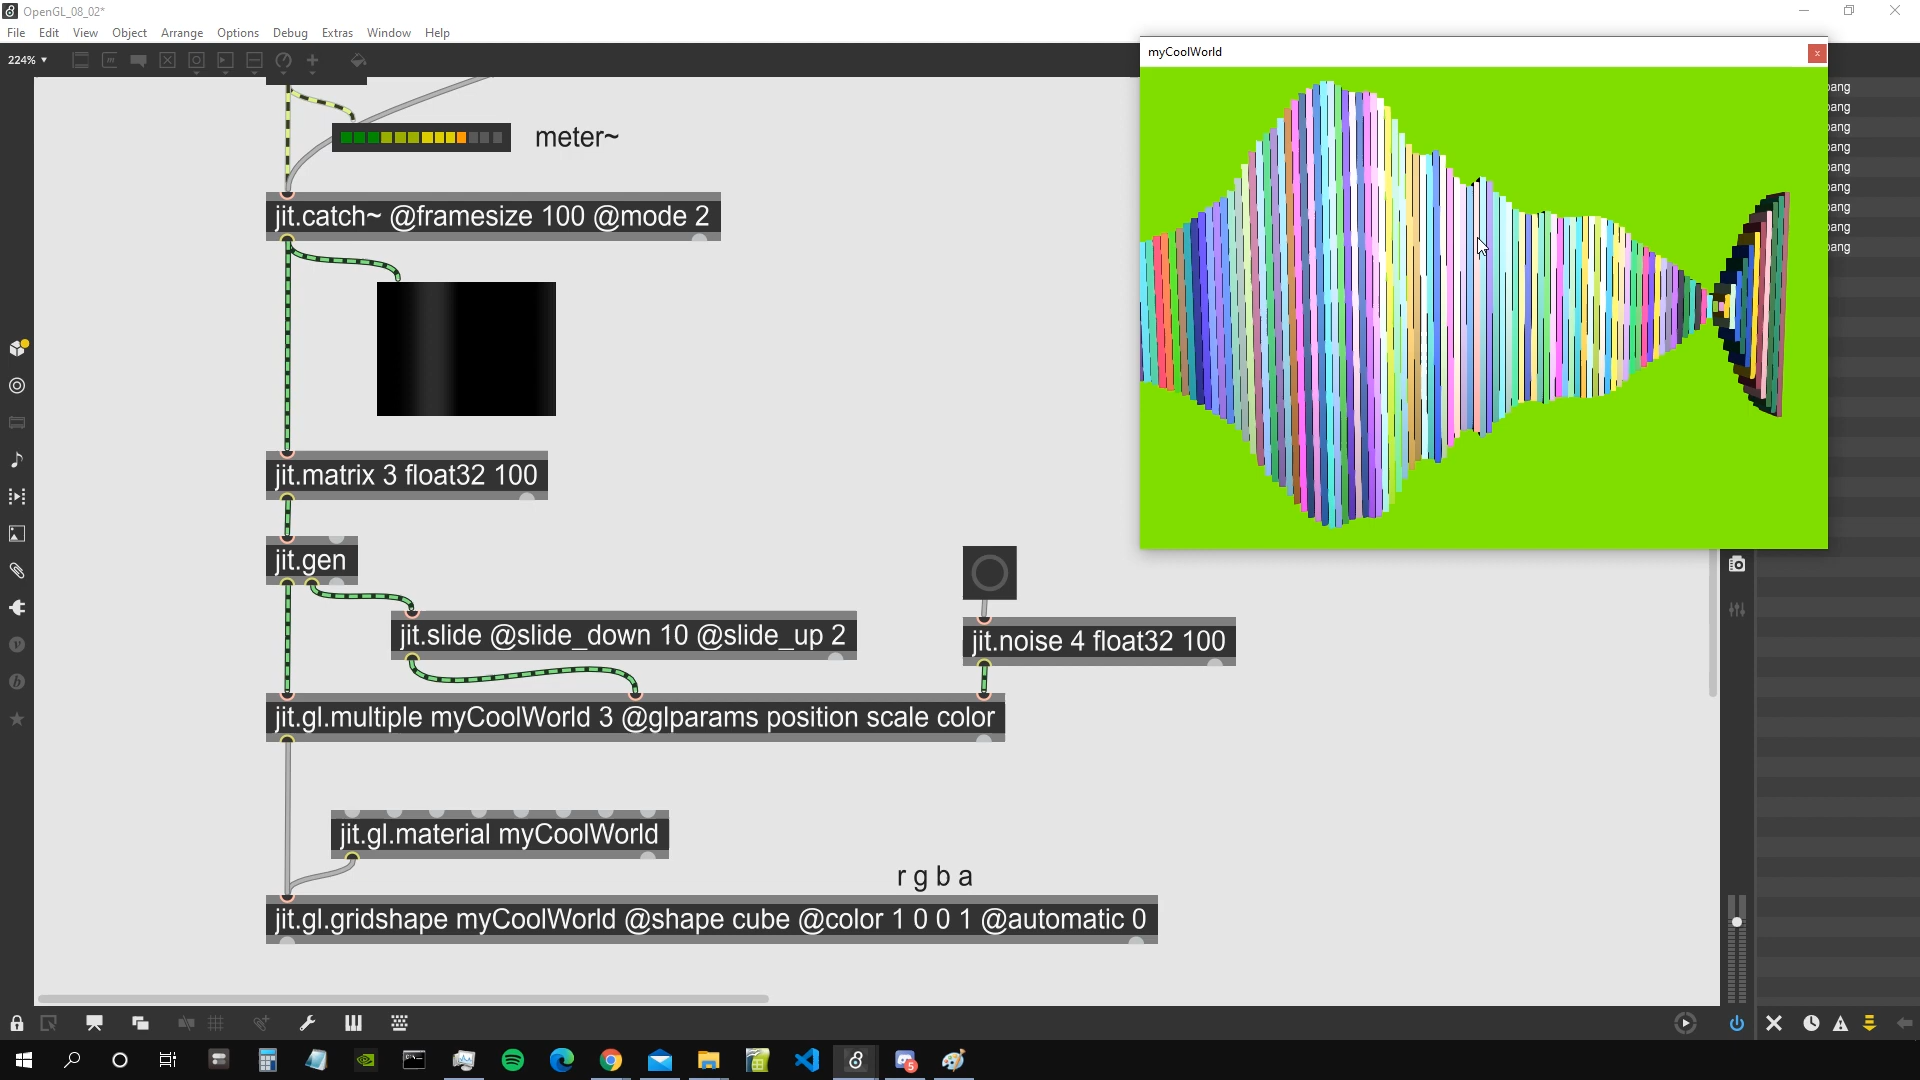 OpenGL_08_02*
File Edit View Object Arrange Options Debug Extras Window Help
224%
myCoolWorld
x
meter~
jit.catch~ @framesize 100 @mode 2
jit.matrix 3 float32 100
jit.gen
jit.slide @slide_down 10 @slide_up 2
jit.noise 4 float32 100
jit.gl.multiple myCoolWorld 3 @glparams position scale color
jit.gl.material myCoolWorld
r g b a
jit.gl.gridshape myCoolWorld @shape cube @color 1 0 0 1 @automatic 0